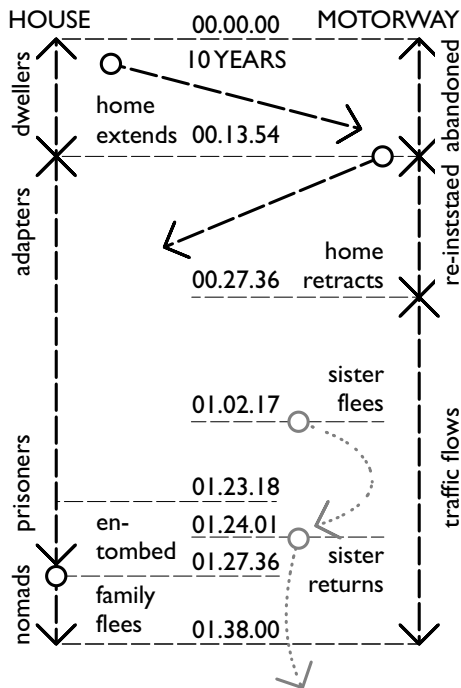 HOUSE
MOTORWAY
00.00.00
10 YEARS
dwellers
abandoned
home
extends
00.13.54
adapters
re-inststaed
home
retracts
00.27.36
sister
flees
01.02.17
traffic flows
prisoners
01.23.18
01.24.01
en-
tombed
01.27.36
sister
returns
nomads
family
flees
01.38.00